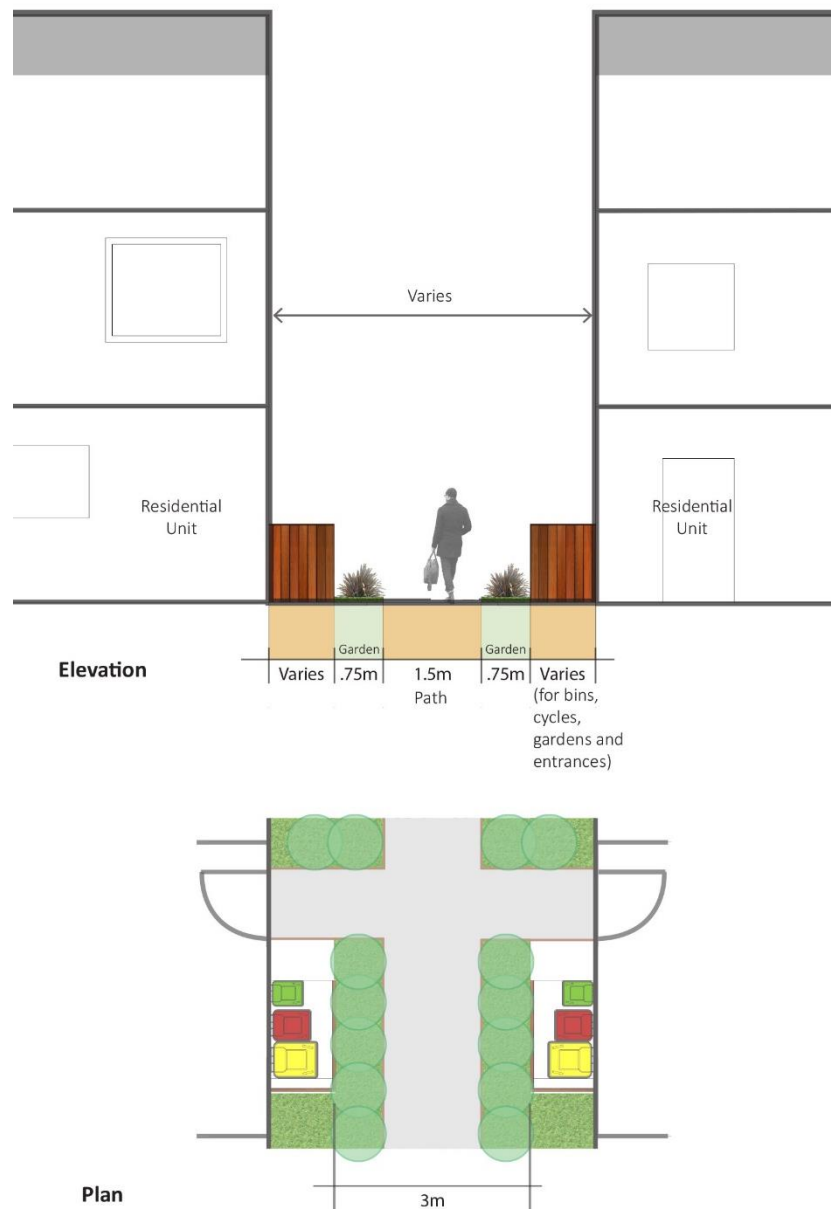 Varies
Residential
Unit
Residential
Unit
Garden
Garden
Elevation
Varies
.75m
1.5m
Path
.75m
Varies
(for bins,
cycles,
gardens and
entrances)
Plan
3m